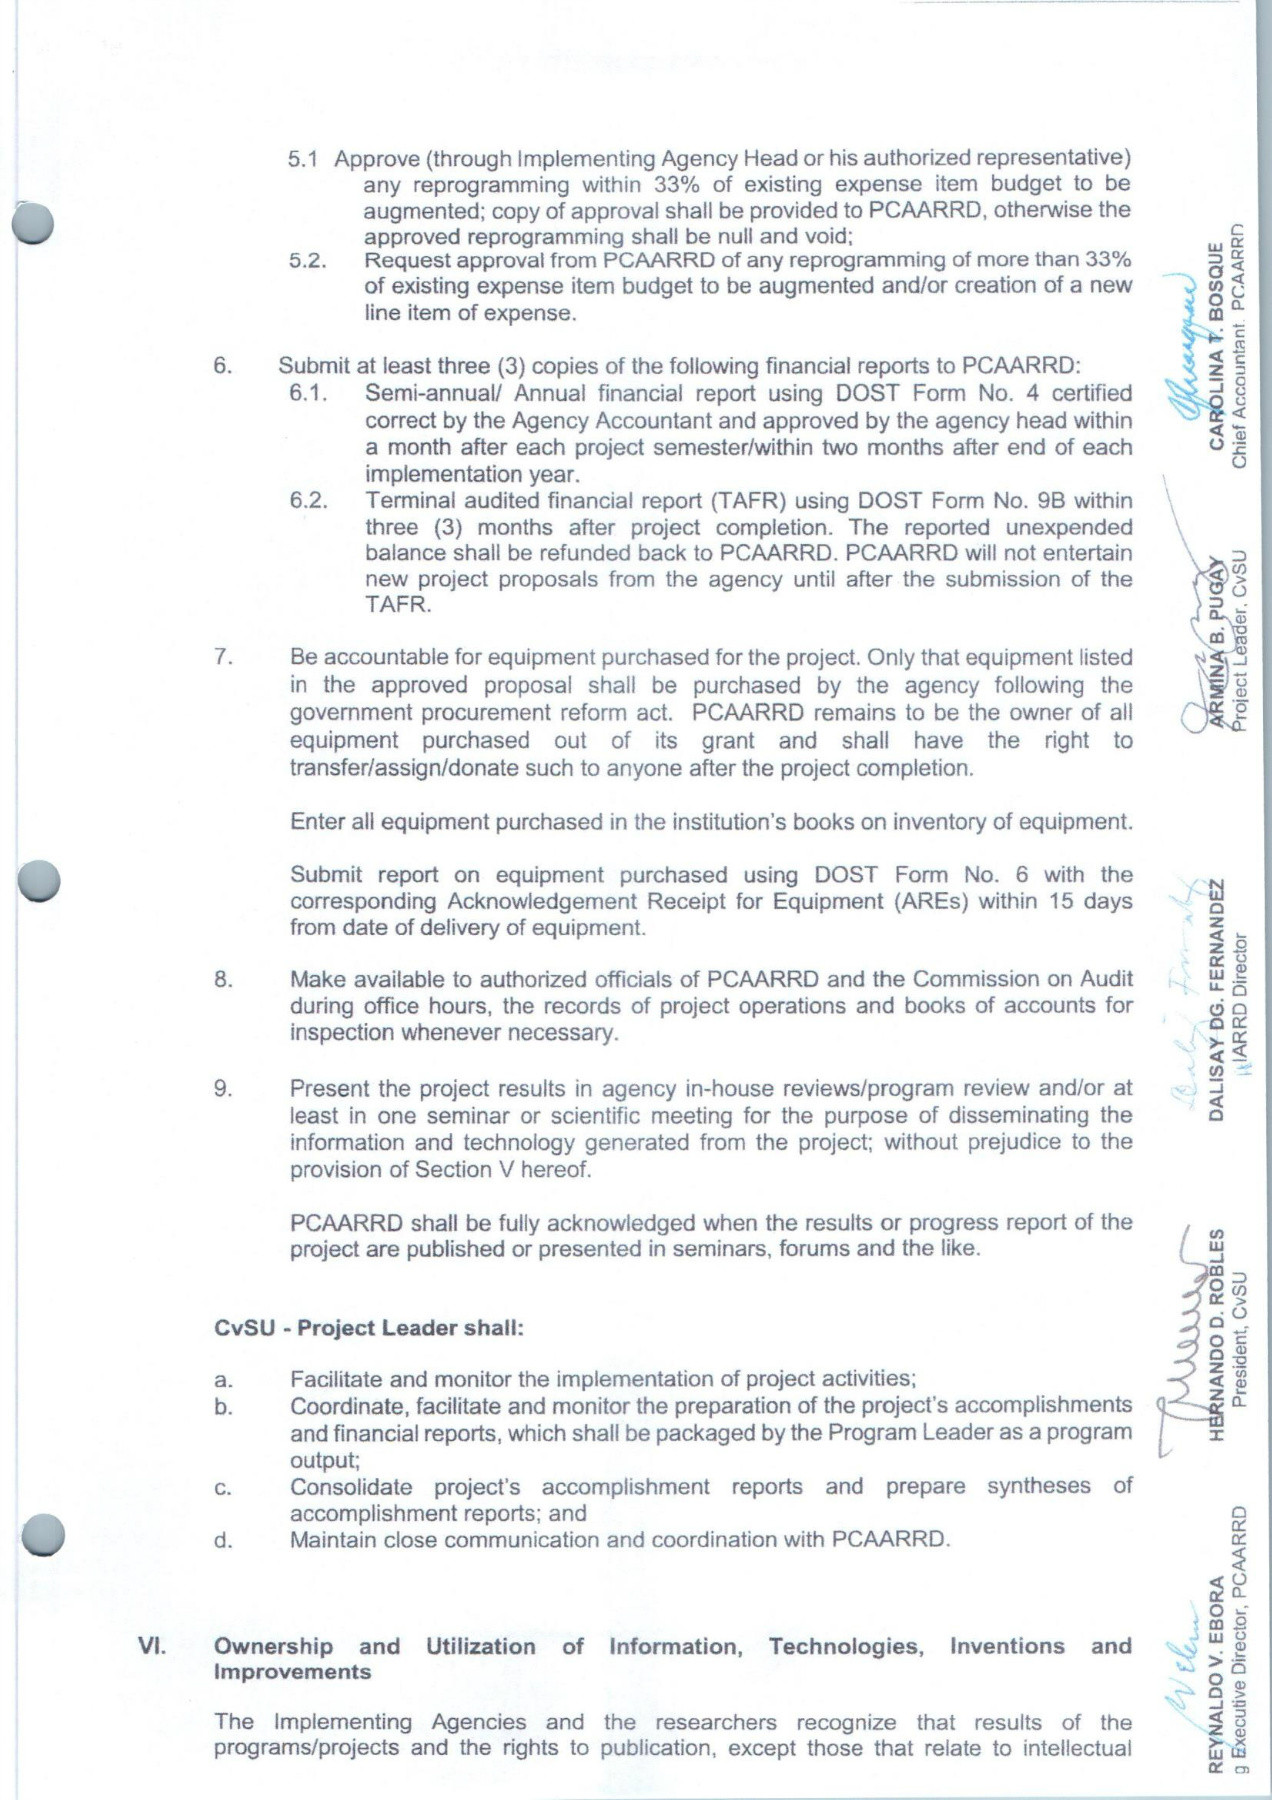 5.1 Approve (through Implementing Agency Head or his authorized representative)
any reprogramming within 33% of existing expense item budget to be
augmented; copy of approval shall be provided to PCAARRD, otherwise the
approved reprogramming shall be null and void;
5.2. Request approval from PCAARRD of any reprogramming of more than 33%
of existing expense item budget to be augmented and/or creation of a new
line item of expense.
6. Submit at least three (3) copies of the following financial reports to PCAARRD:
6.1. Semi-annual/ Annual financial report using DOST Form No. 4 certified
correct by the Agency Accountant and approved by the agency head within
a month after each project semester/within two months after end of each
implementation year.
6.2. Terminal audited financial report (TAFR) using DOST Form No. 9B within
three (3) months after project completion. The reported unexpended
balance shall be refunded back to PCAARRD. PCAARRD will not entertain
new project proposals from the agency until after the submission of the
TAFR.
7. Be accountable for equipment purchased for the project. Only that equipment listed
in the approved proposal shall be purchased by the agency following the
government procurement reform act. PCAARRD remains to be the owner of all
equipment purchased out of its grant and shall have the right to
transfer/assign/donate such to anyone after the project completion.
Enter all equipment purchased in the institution's books on inventory of equipment.
Submit report on equipment purchased using DOST Form No. 6 with the
corresponding Acknowledgement Receipt for Equipment (AREs) within 15 days
from date of delivery of equipment.
8. Make available to authorized officials of PCAARRD and the Commission on Audit
during office hours, the records of project operations and books of accounts for
inspection whenever necessary.
9. Present the project results in agency in-house reviews/program review and/or at
least in one seminar or scientific meeting for the purpose of disseminating the
information and technology generated from the project; without prejudice to the
provision of Section V hereof.
PCAARRD shall be fully acknowledged when the results or progress report of the
project are published or presented in seminars, forums and the like.
CvSU - Project Leader shall:
a. Facilitate and monitor the implementation of project activities;
b. Coordinate, facilitate and monitor the preparation of the project's accomplishments
and financial reports, which shall be packaged by the Program Leader as a program
output;
c. Consolidate project's accomplishment reports and prepare syntheses of
accomplishment reports; and
d. Maintain close communication and coordination with PCAARRD.
VI. Ownership and Utilization of Information, Technologies, Inventions and
Improvements
The Implementing Agencies and the researchers recognize that results of the
programs/projects and the rights to publication, except those that relate to intellectual
REYNALDO V. EBORA
g Executive Director, PCAARRD
HERNANDO D. ROBLES
President, CvSU
DALISAY DG. FERNANDEZ
IARRD Director
ARMINA B. PUGAY
Project Leader, CvSU
CAROLINA T. BOSQUE
Chief Accountant. PCAARRD